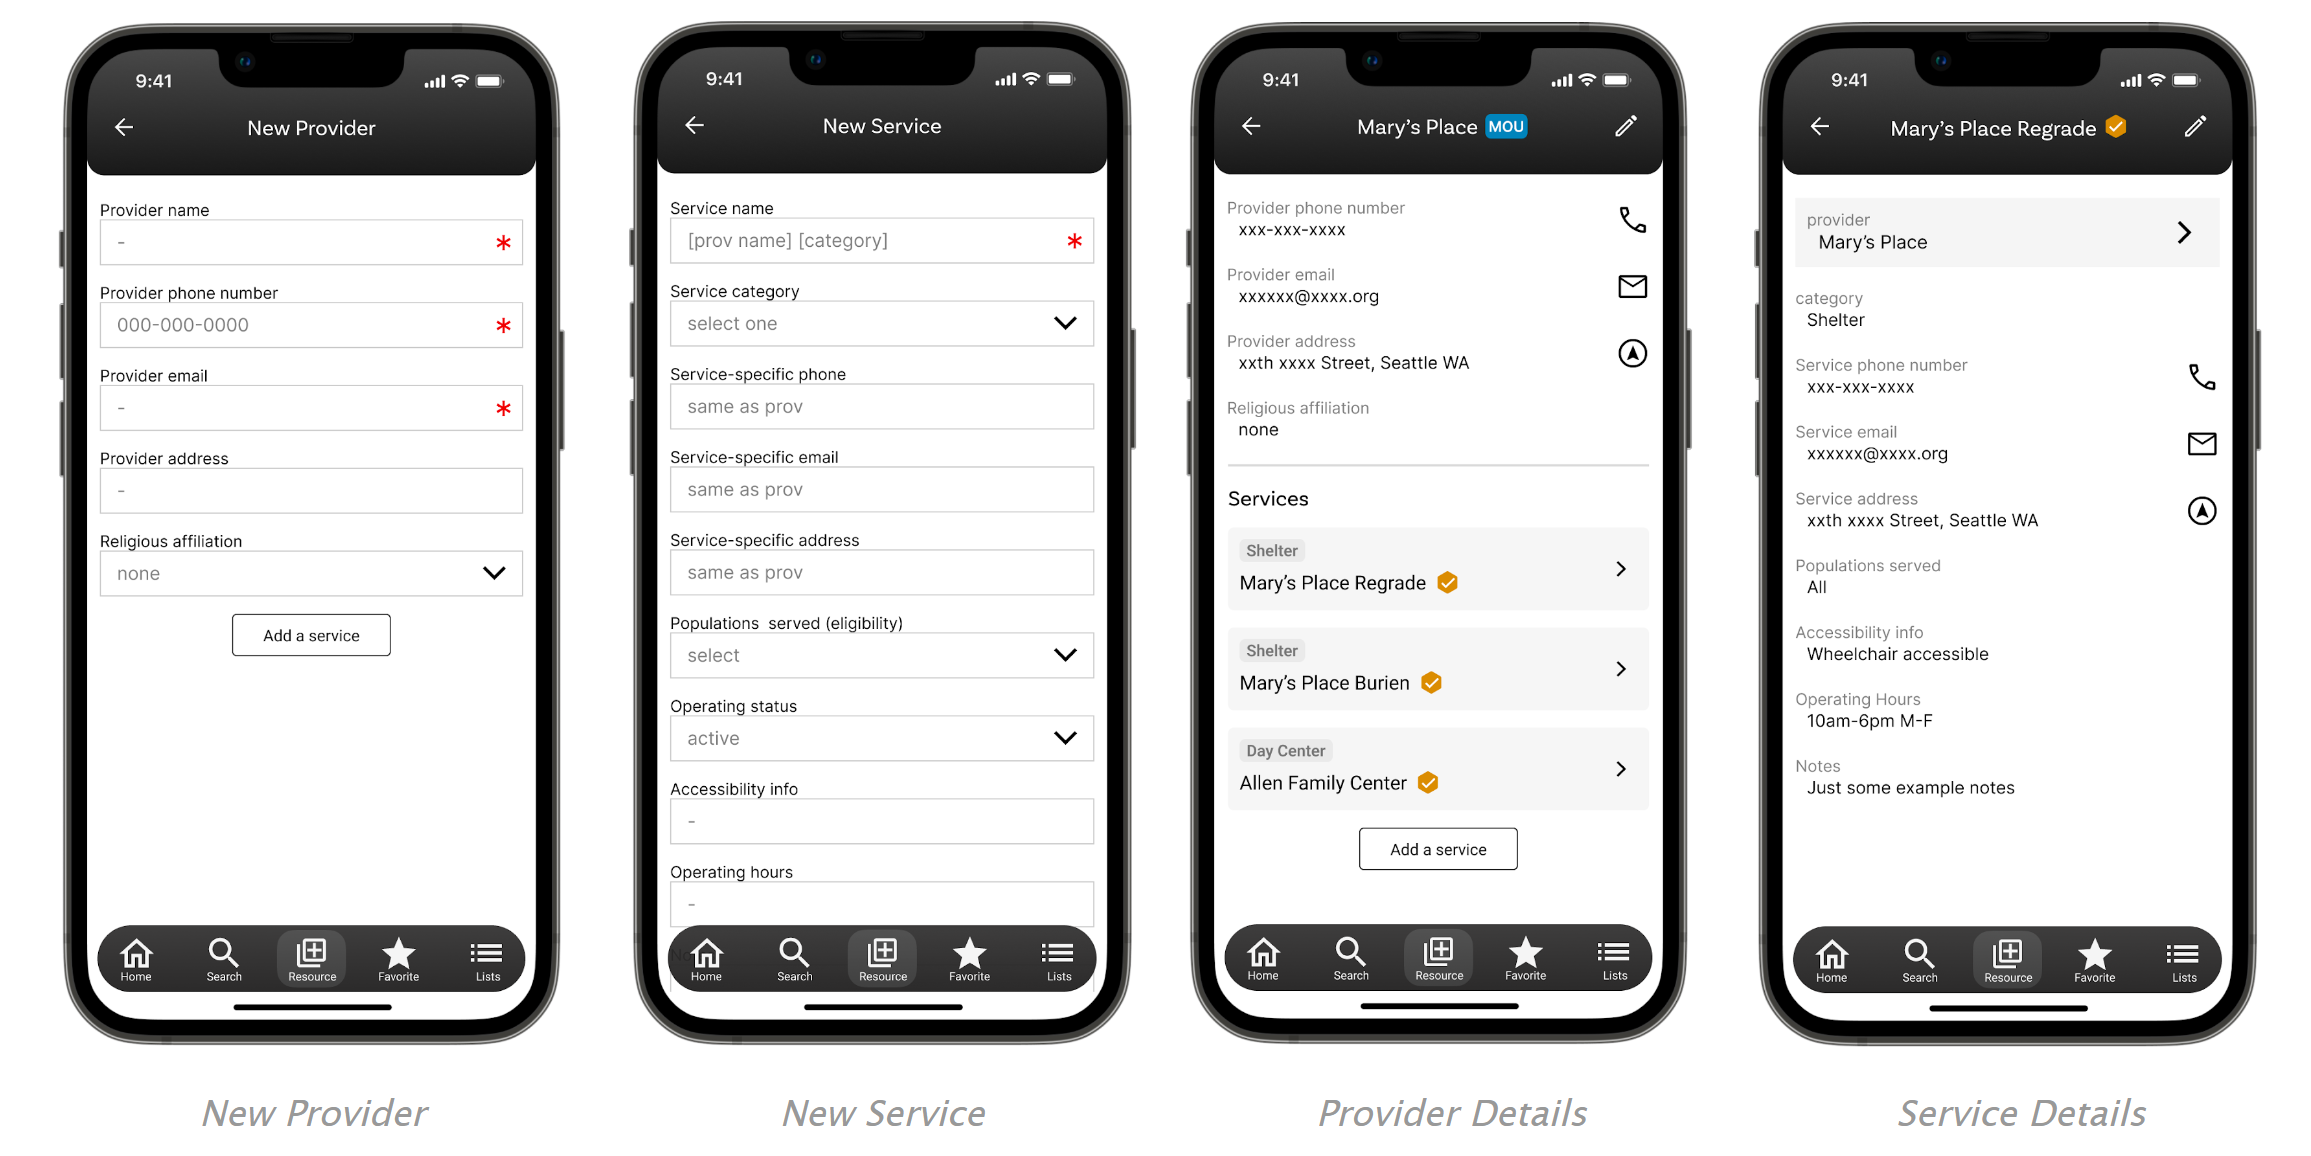 9:41
New Provider
Provider name
-
*
Provider phone number
000-000-0000
*
Provider email
-
*
Provider address
-
Religious affiliation
none
Add a service
Home
Search
Resource
Favorite
Lists
New Provider
9:41
New Service
Service name
[prov name] [category]
*
Service category
select one
Service-specific phone
same as prov
Service-specific email
same as prov
Service-specific address
same as prov
Populations served (eligibility)
select
Operating status
active
Accessibility info
-
Operating hours
-
Home
Search
Resource
Favorite
Lists
New Service
9:41
Mary's Place MOU
Provider phone number
xxx-xxx-xxxx
Provider email
xxxxxx@xxxx.org
Provider address
xxth xxxx Street, Seattle WA
Religious affiliation
none
Services
Shelter
Mary's Place Regrade
Shelter
Mary's Place Burien
Day Center
Allen Family Center
Add a service
Home
Search
Resource
Favorite
Lists
Provider Details
9:41
Mary's Place Regrade
provider
Mary's Place
category
Shelter
Service phone number
xxx-xxx-xxxx
Service email
xxxxxx@xxxx.org
Service address
xxth xxxx Street, Seattle WA
Populations served
All
Accessibility info
Wheelchair accessible
Operating Hours
10am-6pm M-F
Notes
Just some example notes
Home
Search
Resource
Favorite
Lists
Service Details